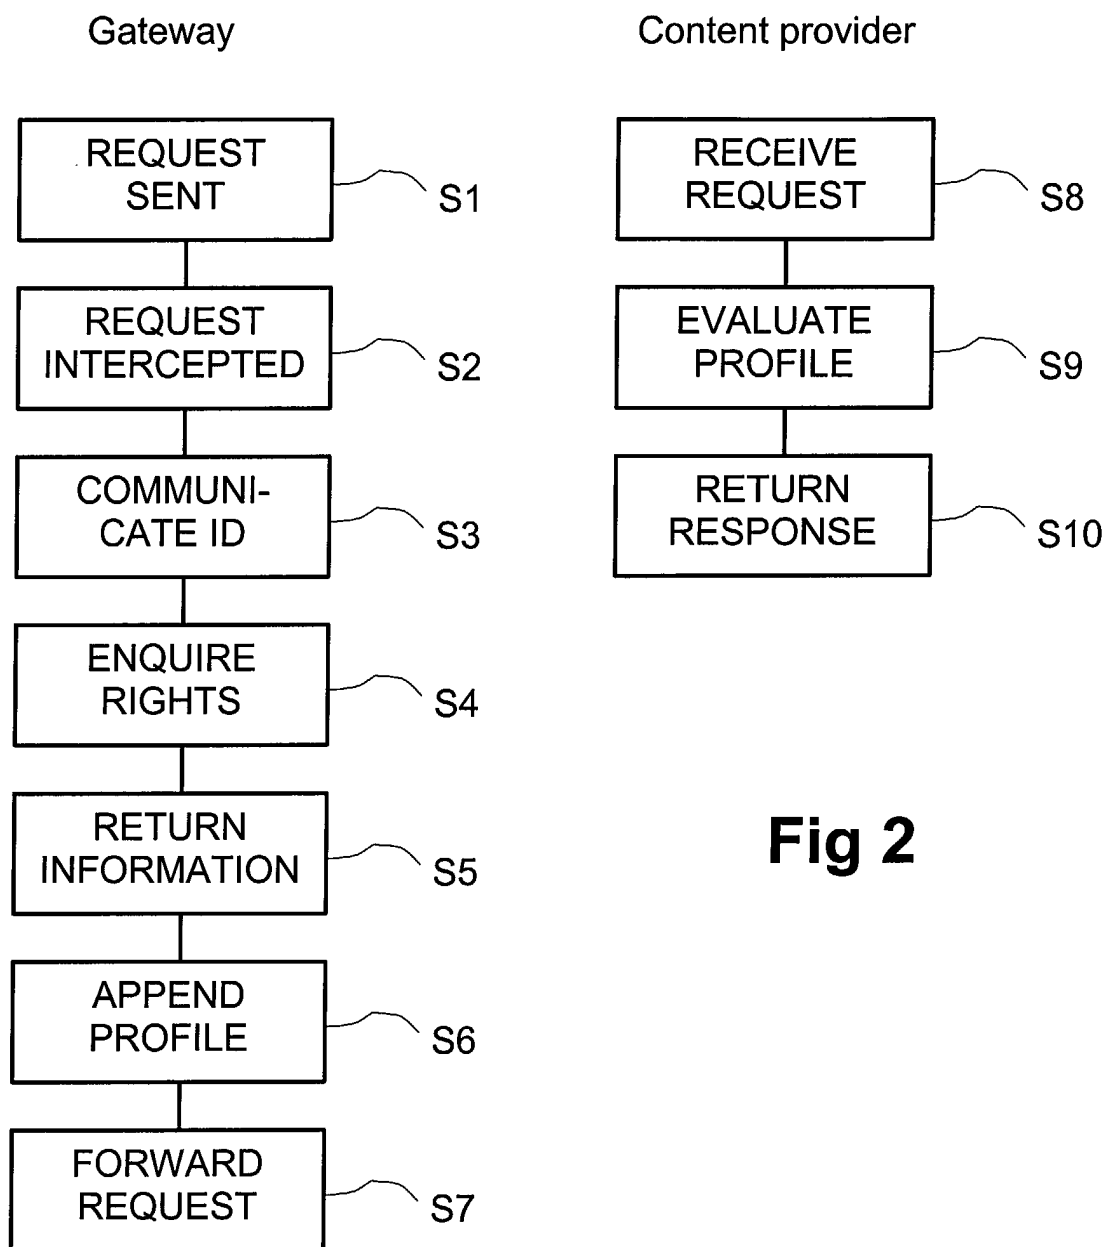 Gateway
Content provider
REQUEST
SENT
S1
REQUEST
INTERCEPTED
S2
COMMUNI-
CATE ID
S3
ENQUIRE
RIGHTS
S4
RETURN
INFORMATION
S5
APPEND
PROFILE
S6
FORWARD
REQUEST
S7
RECEIVE
REQUEST
S8
EVALUATE
PROFILE
S9
RETURN
RESPONSE
S10
Fig 2